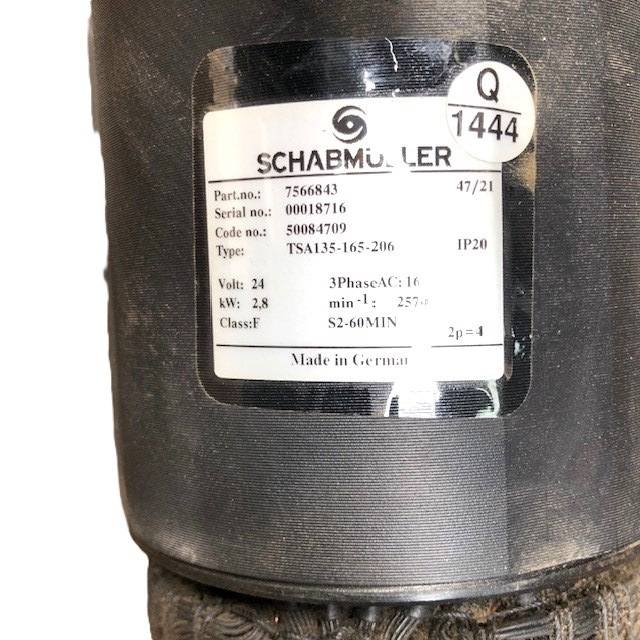 Q
1444
SCHABMÜLLER
Part.no.: 7566843 47/21
Serial no.: 00018716
Code no.: 50084709
Type: TSA135-165-206 IP20
Volt: 24 3PhaseAC: 16
kW: 2,8 min-1:
Class:F S2-60MIN
2p=4
Made in German